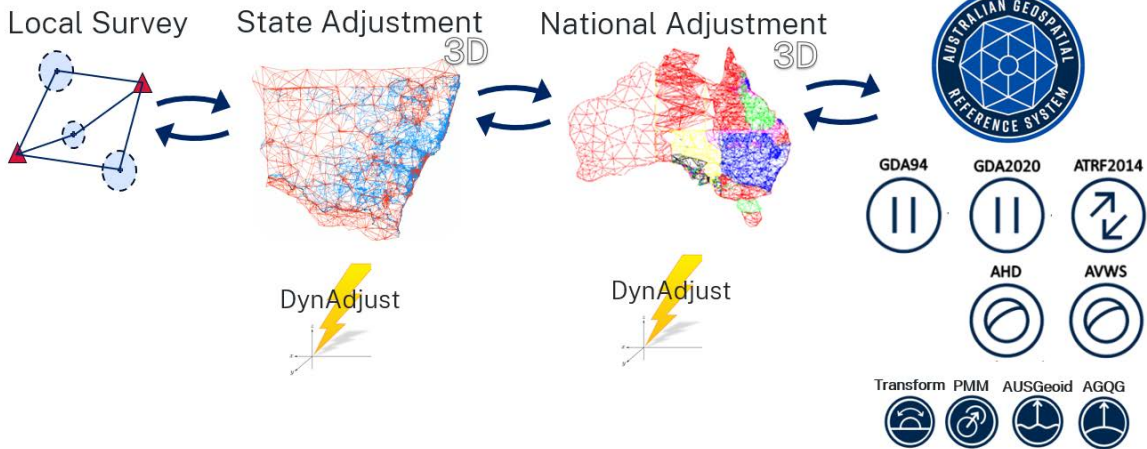 Local Survey
State Adjustment
3D
National Adjustment
3D
AUSTRALIAN GEOSPATIAL
REFERENCE SYSTEM
GDA94
GDA2020
ATRF2014
AHD
AVWS
DynAdjust
z
x
y
DynAdjust
z
x
y
Transform
PMM
AUSGeoid
AGQG